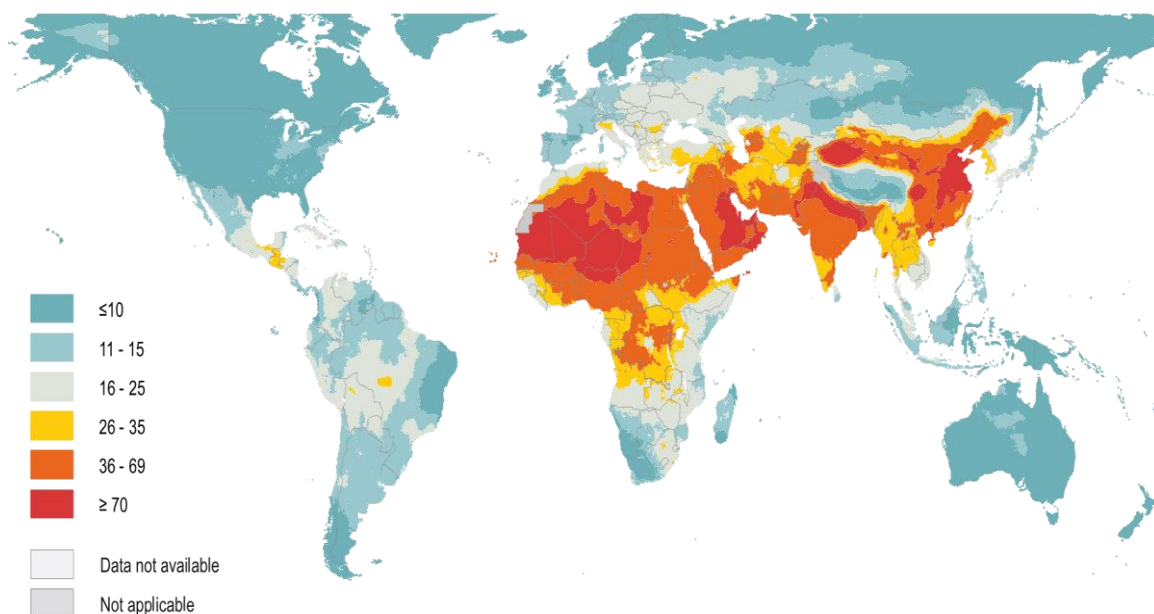 ≤10
11 - 15
16 - 25
26 - 35
36 - 69
≥ 70
Data not available
Not applicable